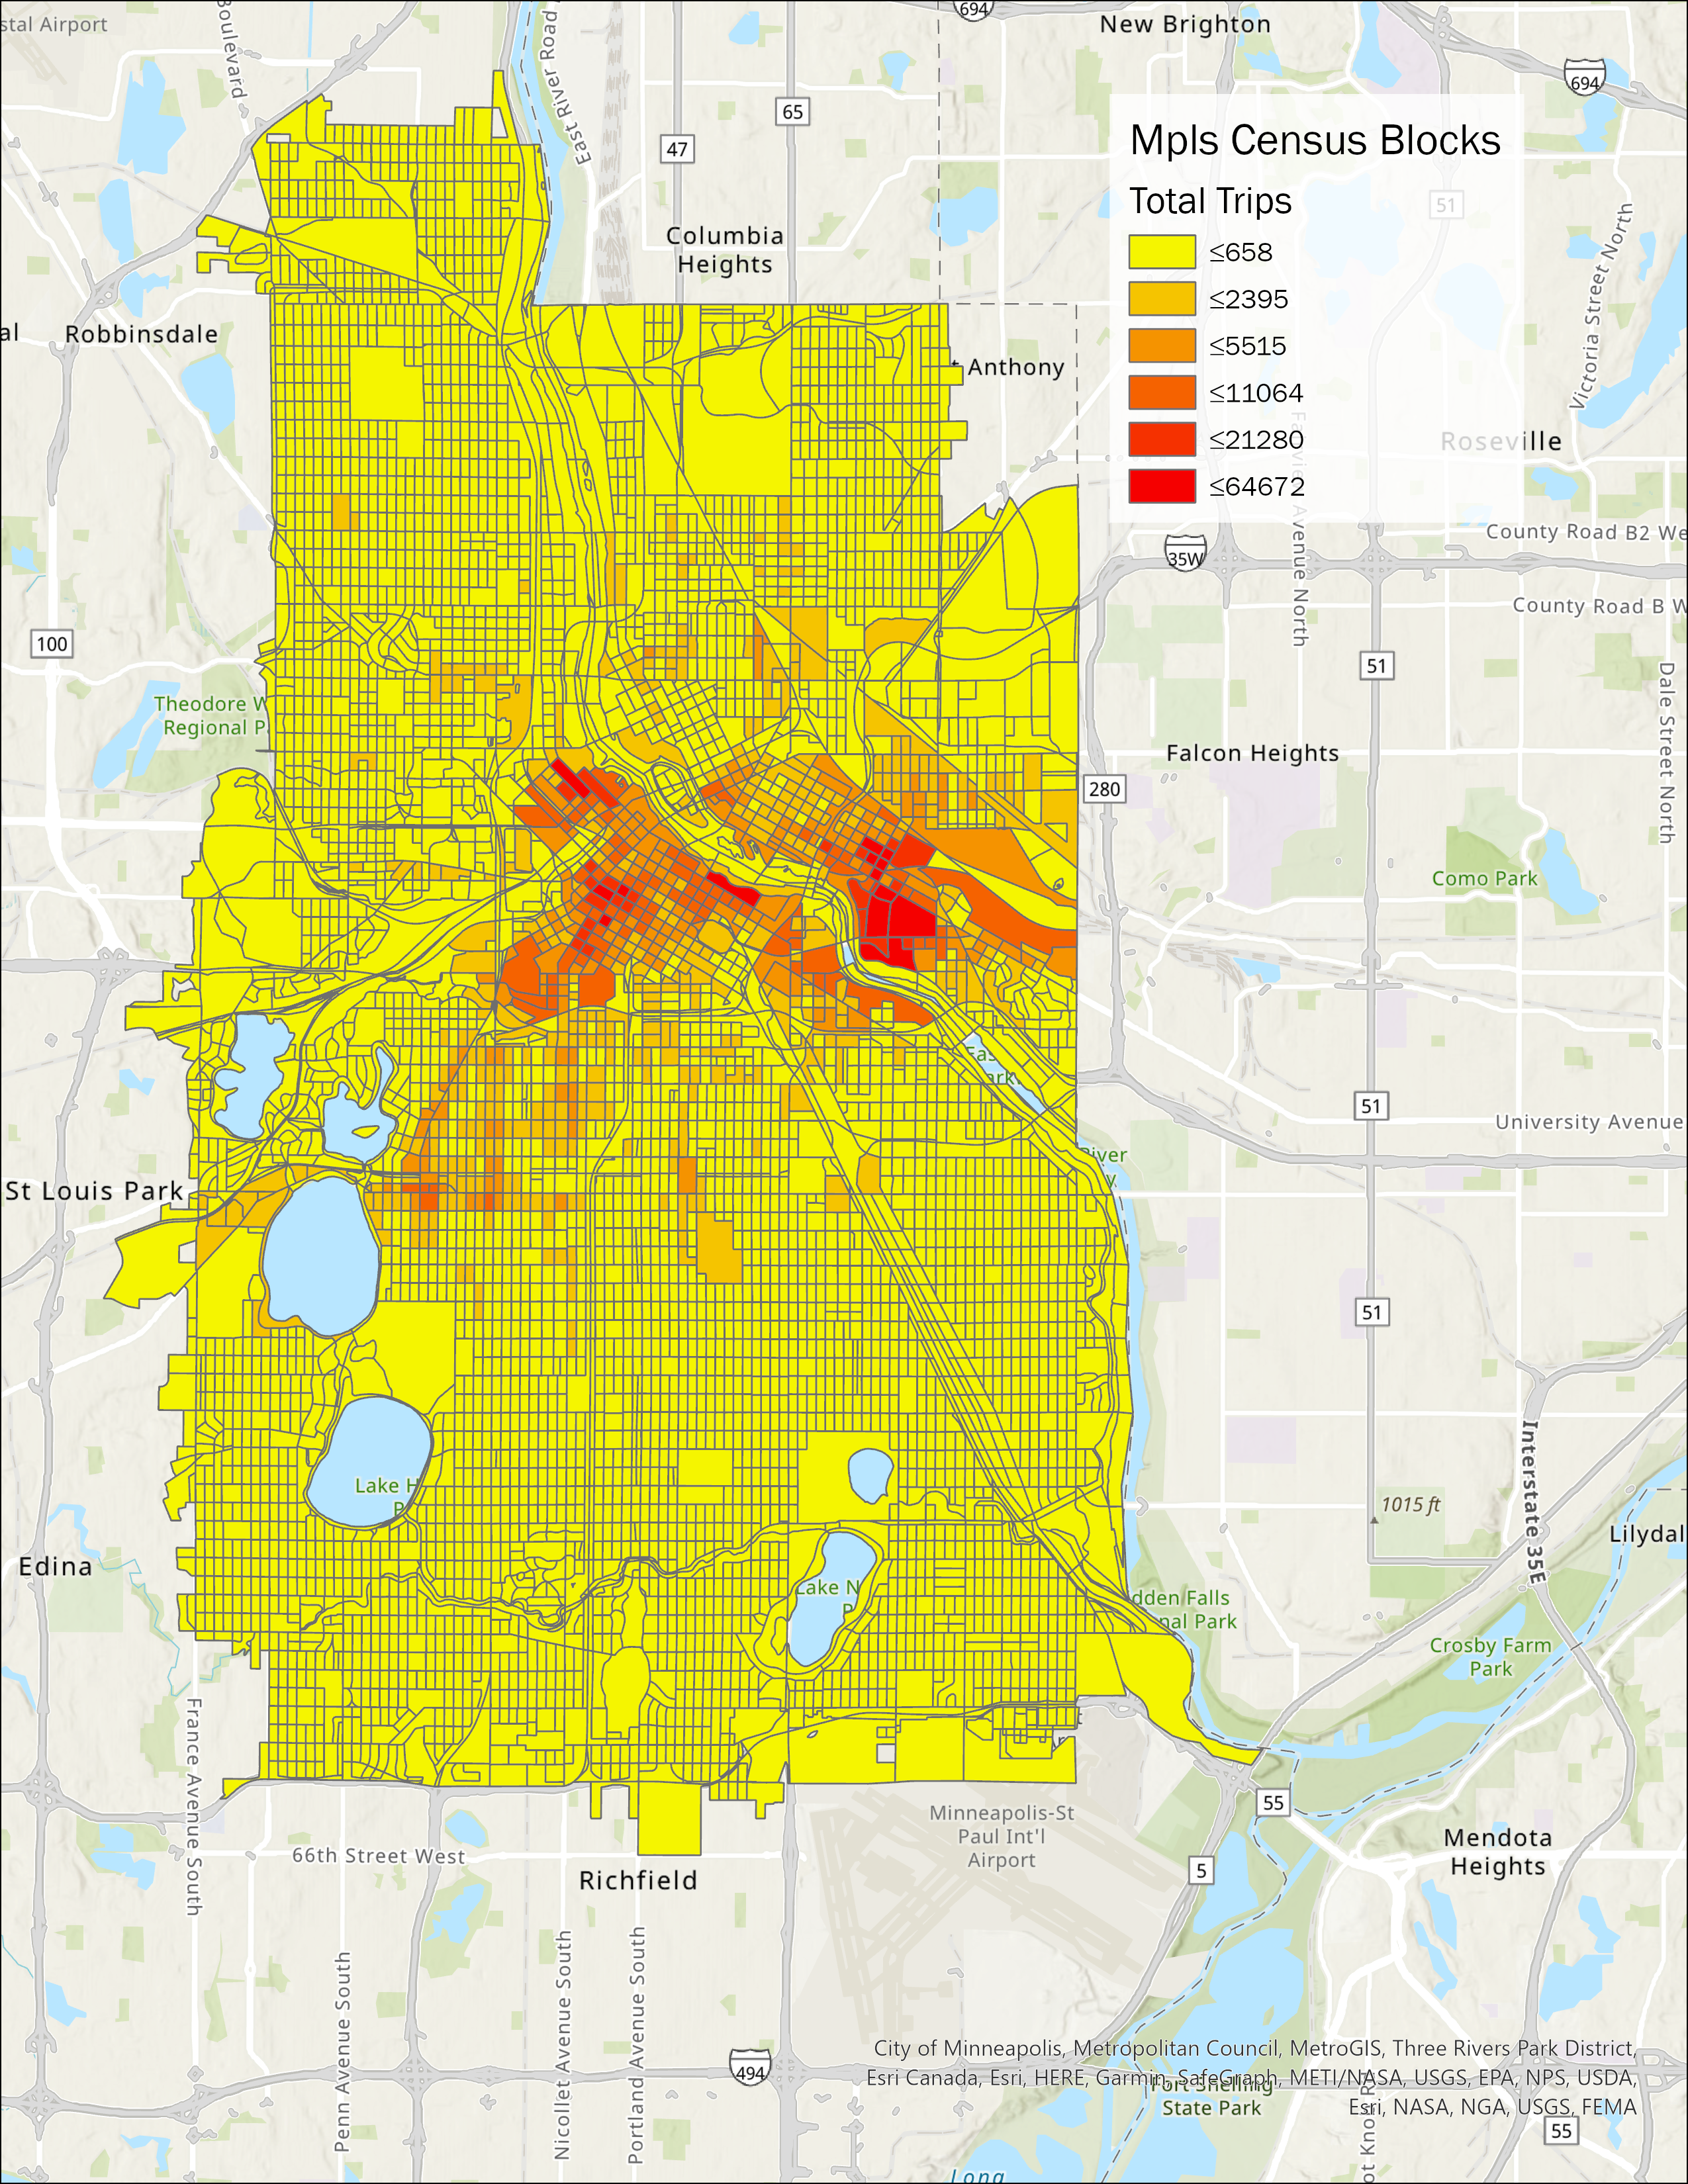 stal Airport
Boulevard
East River Road
694
New Brighton
694
65
47
Mpls Census Blocks
Total Trips
≤658
≤2395
≤5515
≤11064
≤21280
≤64672
51
Victoria Street North
Columbia
Heights
al
Robbinsdale
Anthony
Roseville
County Road B2 We
35W
County Road B W
100
51
Dale Street North
Theodore W
Regional P
Falcon Heights
280
Como Park
51
University Avenue
River
St Louis Park
51
Lake H
P
1015 ft
Interstate 35E
Lilydal
Edina
Lake N
P
dden Falls
nal Park
Crosby Farm
Park
France Avenue South
55
Minneapolis-St
Paul Int'l
Airport
Mendota
Heights
66th Street West
Richfield
5
Penn Avenue South
Nicollet Avenue South
Portland Avenue South
494
City of Minneapolis, Metropolitan Council, MetroGIS, Three Rivers Park District,
Esri Canada, Esri, HERE, Garmin, SafeGraph, METI/NASA, USGS, EPA, NPS, USDA,
Esri, NASA, NGA, USGS, FEMA
Fort Snelling
State Park
55
ot Kno
Long